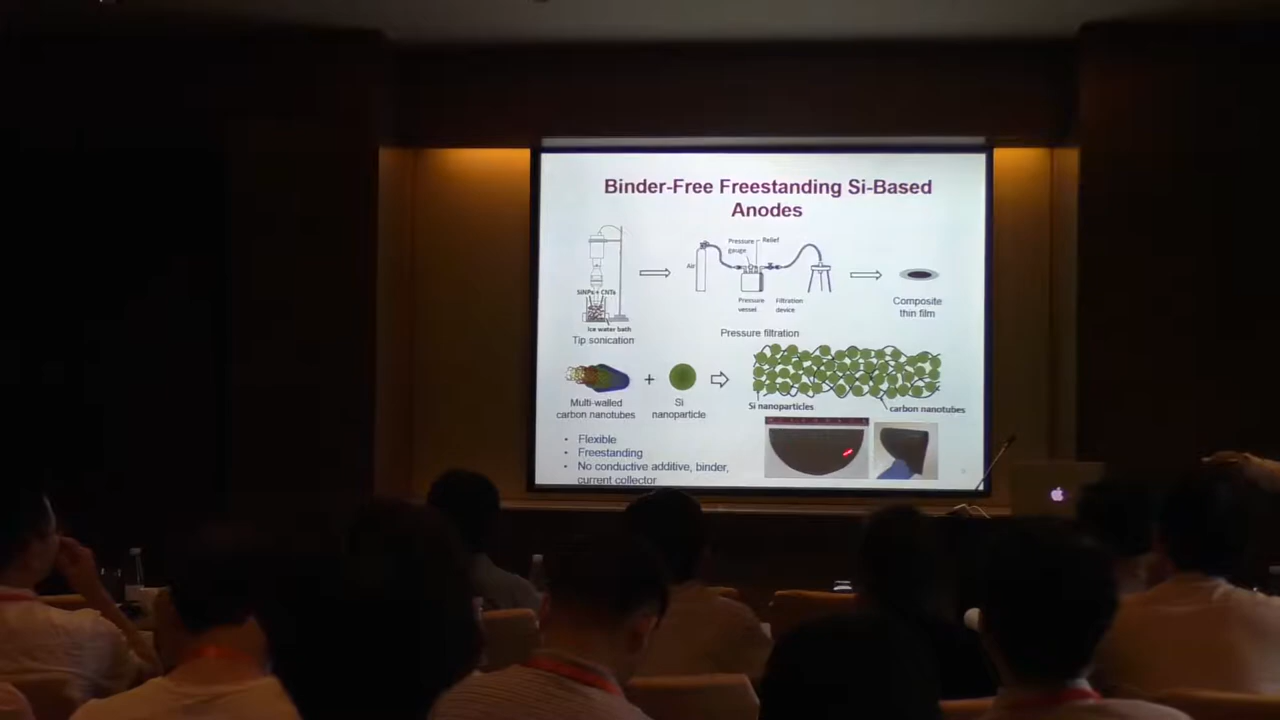 Binder-Free Freestanding Si-Based
Anodes
Pressure
gauge
Relief
Air
SiNPs + CNTs
Ice water bath
Tip sonication
Pressure
vessel
Filtration
device
Pressure filtration
Composite
thin film
Multi-walled
carbon nanotubes
+
Si
nanoparticle
Si nanoparticles
carbon nanotubes
• Flexible
• Freestanding
• No conductive additive, binder,
current collector